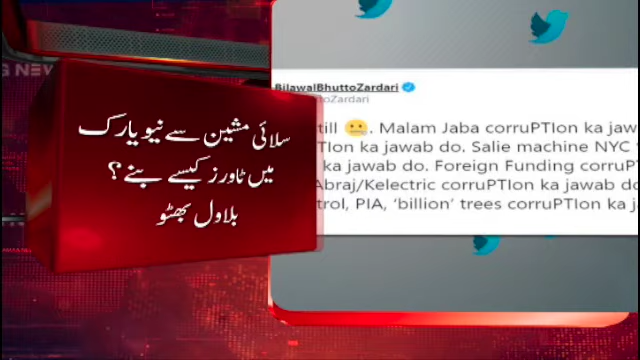 G NEW
سلائی مشین سے نیویارک
میں ٹاورز کیسے بنے؟
بلاول بھٹو
BilawalBhuttoZardari
toZardari
till 🤐. Malam Jaba corruPTIon ka jawab
PTIon ka jawab do. Salie machine NYC
ka jawab do. Foreign Funding corruP
Abraj/Kelectric corruPTIon ka jawab do
trol, PIA, ‘billion’ trees corruPTIon ka j